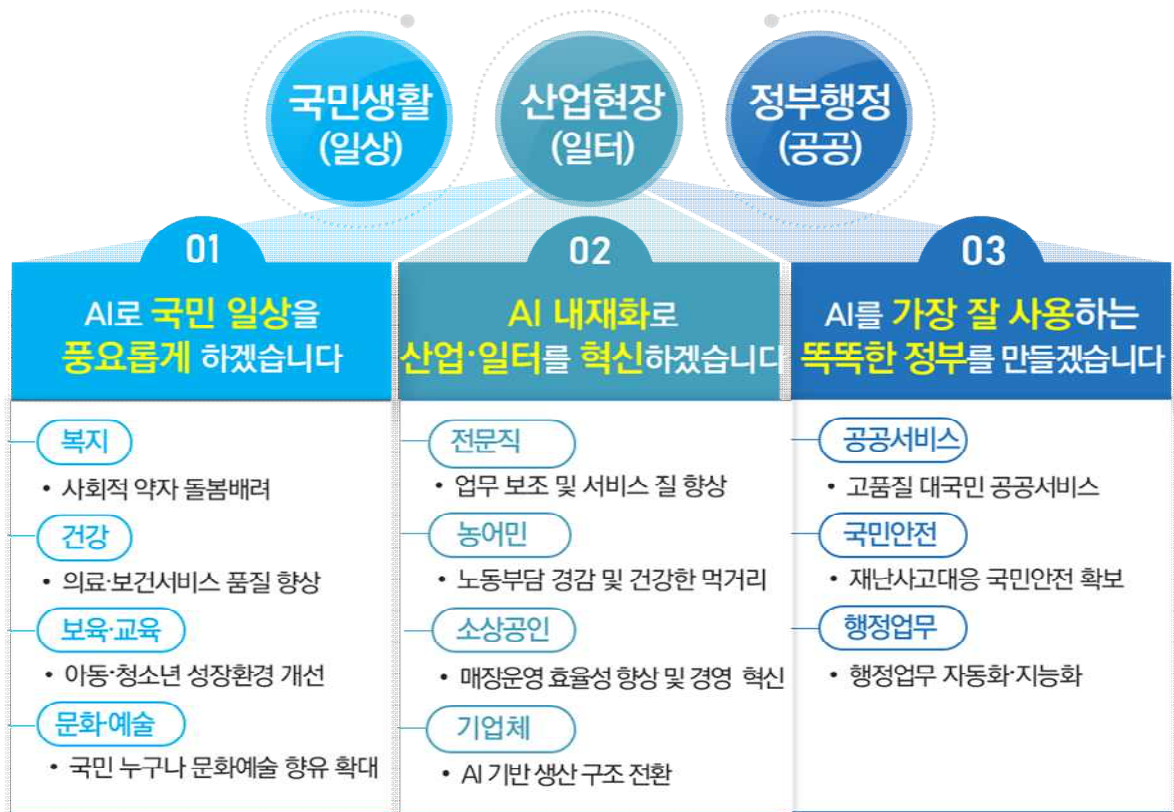 국민생활
(일상)
산업현장
(일터)
정부행정
(공공)
01
AI로 국민 일상을
풍요롭게 하겠습니다
복지
• 사회적 약자 돌봄배려
건강
• 의료·보건서비스 품질 향상
보육·교육
• 아동·청소년 성장환경 개선
문화·예술
• 국민 누구나 문화예술 향유 확대
02
AI 내재화로
산업·일터를 혁신하겠습니다
전문직
• 업무 보조 및 서비스 질 향상
농어민
• 노동부담 경감 및 건강한 먹거리
소상공인
• 매장운영 효율성 향상 및 경영 혁신
기업체
• AI 기반 생산 구조 전환
03
AI를 가장 잘 사용하는
똑똑한 정부를 만들겠습니다
공공서비스
• 고품질 대국민 공공서비스
국민안전
• 재난사고대응 국민안전 확보
행정업무
• 행정업무 자동화·지능화